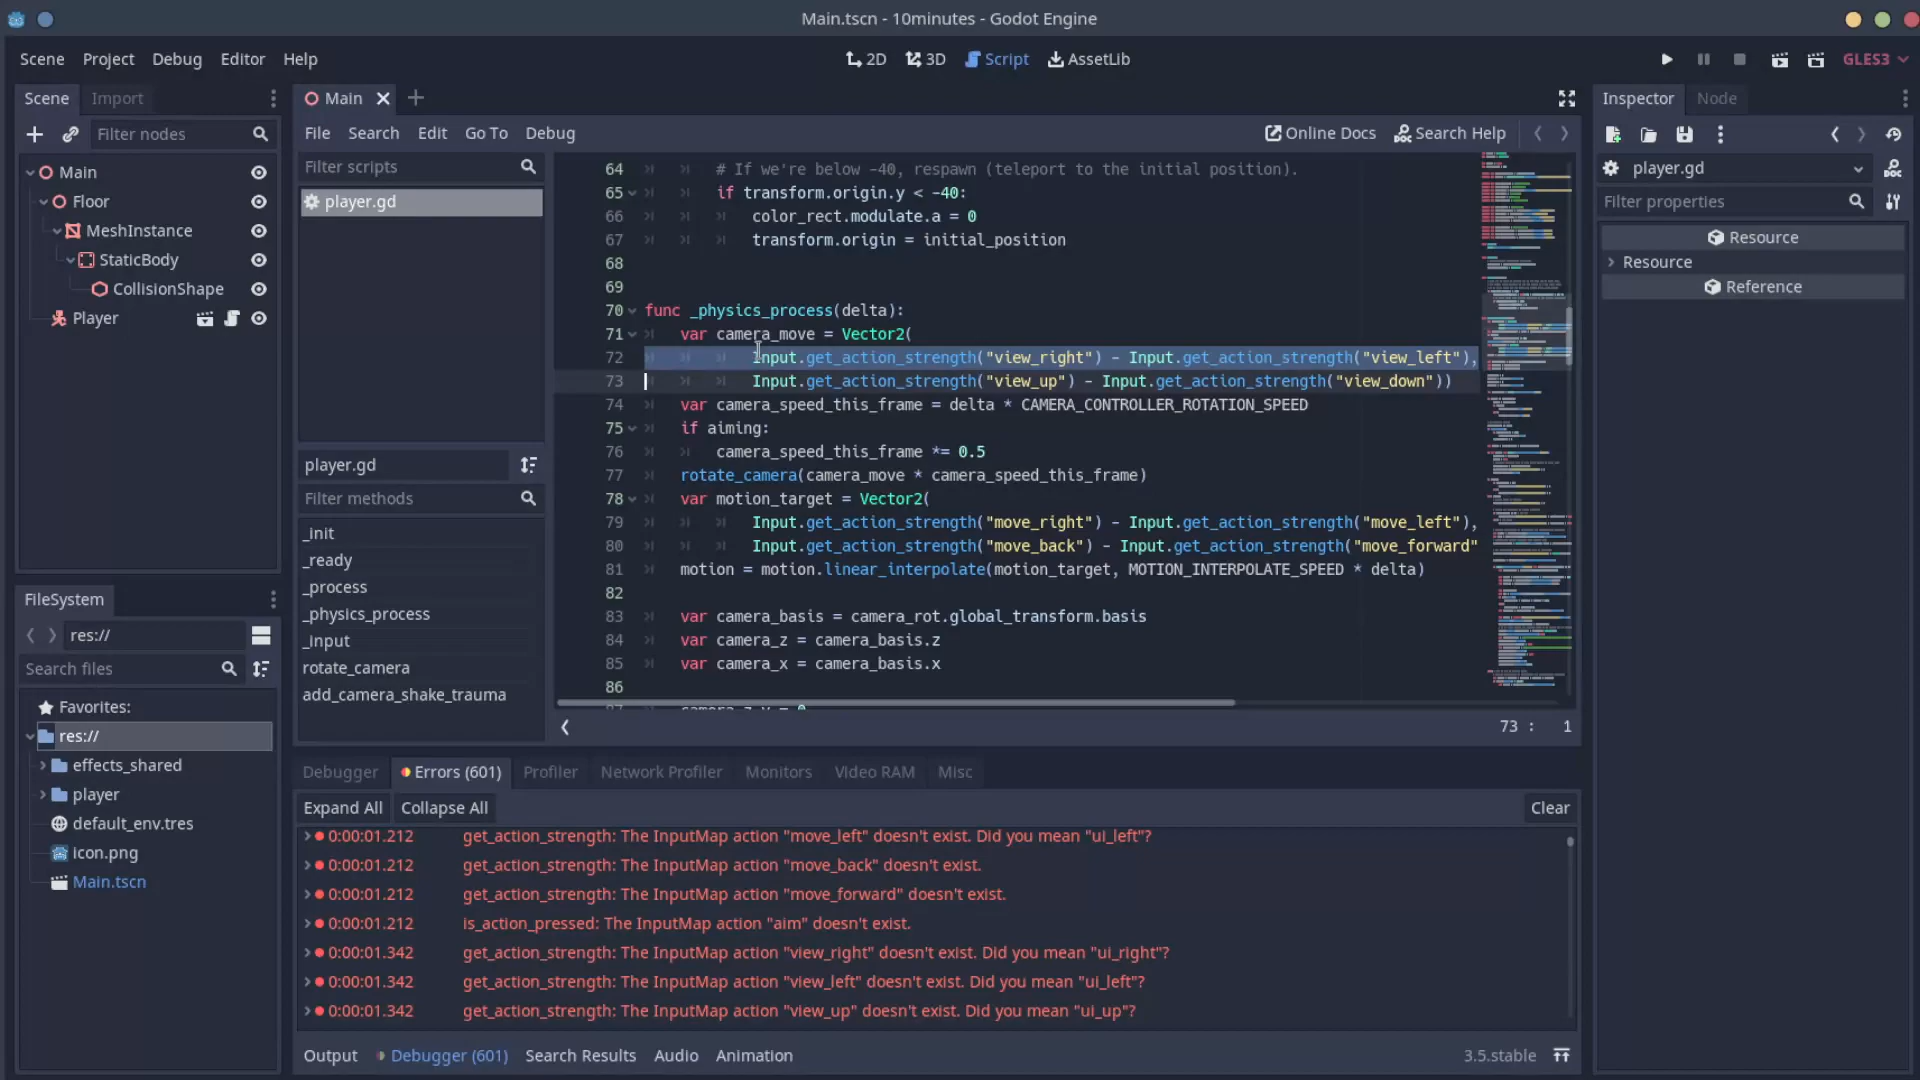 Main.tscn - 10minutes - Godot Engine
Scene Project Debug Editor Help
2D 3D Script AssetLib
GLES3
Scene Import
Filter nodes
Main
Floor
MeshInstance
StaticBody
CollisionShape
Player
FileSystem
res://
Search files
Favorites:
res://
effects_shared
player
default_env.tres
icon.png
Main.tscn
Main
File Search Edit Go To Debug
Online Docs Search Help
Filter scripts
player.gd
player.gd
Filter methods
_init
_ready
_process
_physics_process
_input
rotate_camera
add_camera_shake_trauma
64 # If we're below -40, respawn (teleport to the initial position).
65 if transform.origin.y < -40:
66 color_rect.modulate.a = 0
67 transform.origin = initial_position
68
69
70 func _physics_process(delta):
71 var camera_move = Vector2(
72 Input.get_action_strength("view_right") - Input.get_action_strength("view_left"),
73 Input.get_action_strength("view_up") - Input.get_action_strength("view_down"))
74 var camera_speed_this_frame = delta * CAMERA_CONTROLLER_ROTATION_SPEED
75 if aiming:
76 camera_speed_this_frame *= 0.5
77 rotate_camera(camera_move * camera_speed_this_frame)
78 var motion_target = Vector2(
79 Input.get_action_strength("move_right") - Input.get_action_strength("move_left"),
80 Input.get_action_strength("move_back") - Input.get_action_strength("move_forward"
81 motion = motion.linear_interpolate(motion_target, MOTION_INTERPOLATE_SPEED * delta)
82
83 var camera_basis = camera_rot.global_transform.basis
84 var camera_z = camera_basis.z
85 var camera_x = camera_basis.x
86
73 : 1
Debugger Errors (601) Profiler Network Profiler Monitors Video RAM Misc
Expand All Collapse All Clear
0:00:01.212 get_action_strength: The InputMap action "move_left" doesn't exist. Did you mean "ui_left"?
0:00:01.212 get_action_strength: The InputMap action "move_back" doesn't exist.
0:00:01.212 get_action_strength: The InputMap action "move_forward" doesn't exist.
0:00:01.212 is_action_pressed: The InputMap action "aim" doesn't exist.
0:00:01.342 get_action_strength: The InputMap action "view_right" doesn't exist. Did you mean "ui_right"?
0:00:01.342 get_action_strength: The InputMap action "view_left" doesn't exist. Did you mean "ui_left"?
0:00:01.342 get_action_strength: The InputMap action "view_up" doesn't exist. Did you mean "ui_up"?
Output Debugger (601) Search Results Audio Animation 3.5.stable
Inspector Node
player.gd
Filter properties
Resource
Resource
Reference